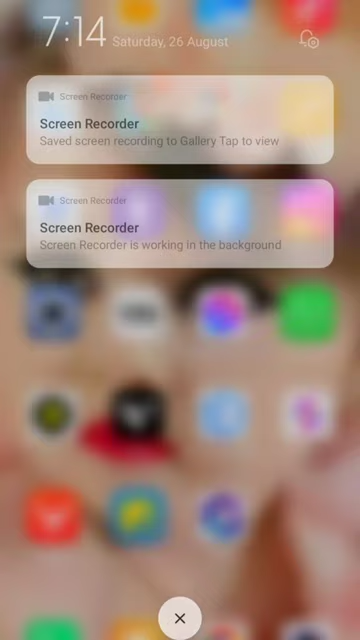 7:14 Saturday, 26 August
Screen Recorder
Screen Recorder
Saved screen recording to Gallery Tap to view
Screen Recorder
Screen Recorder
Screen Recorder is working in the background